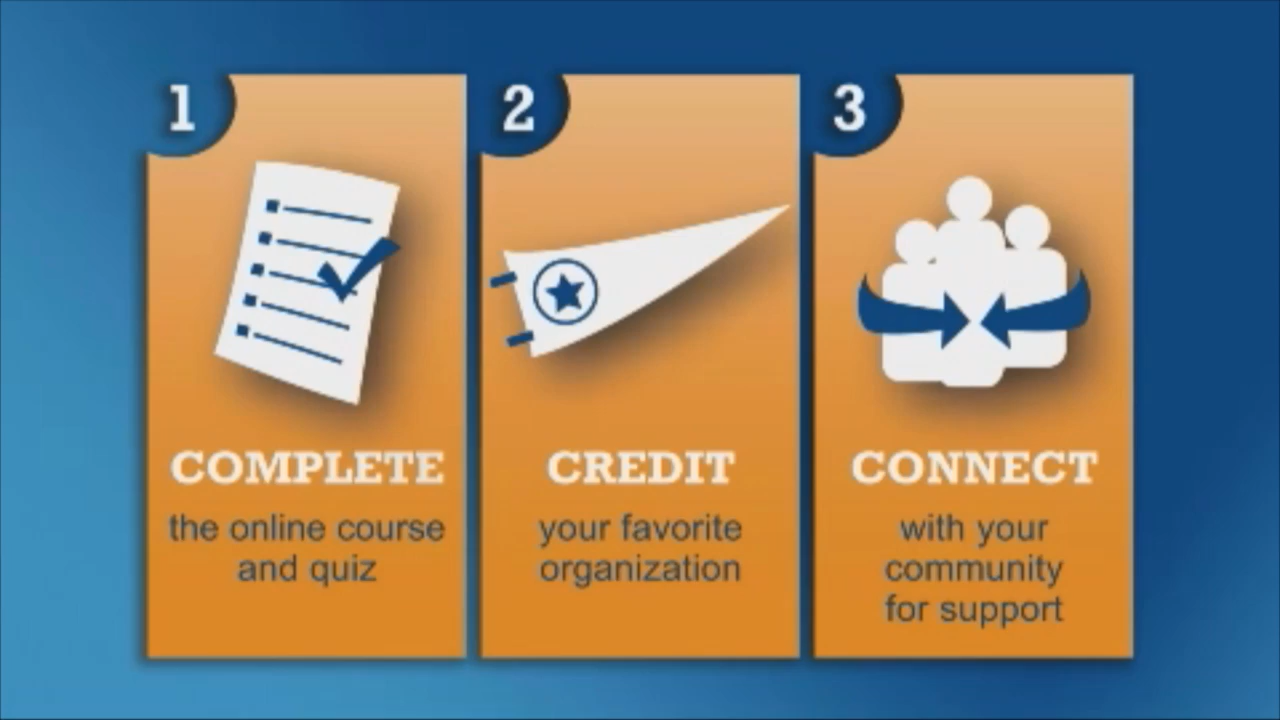 1
COMPLETE
the online course
and quiz
2
CREDIT
your favorite
organization
3
CONNECT
with your
community
for support